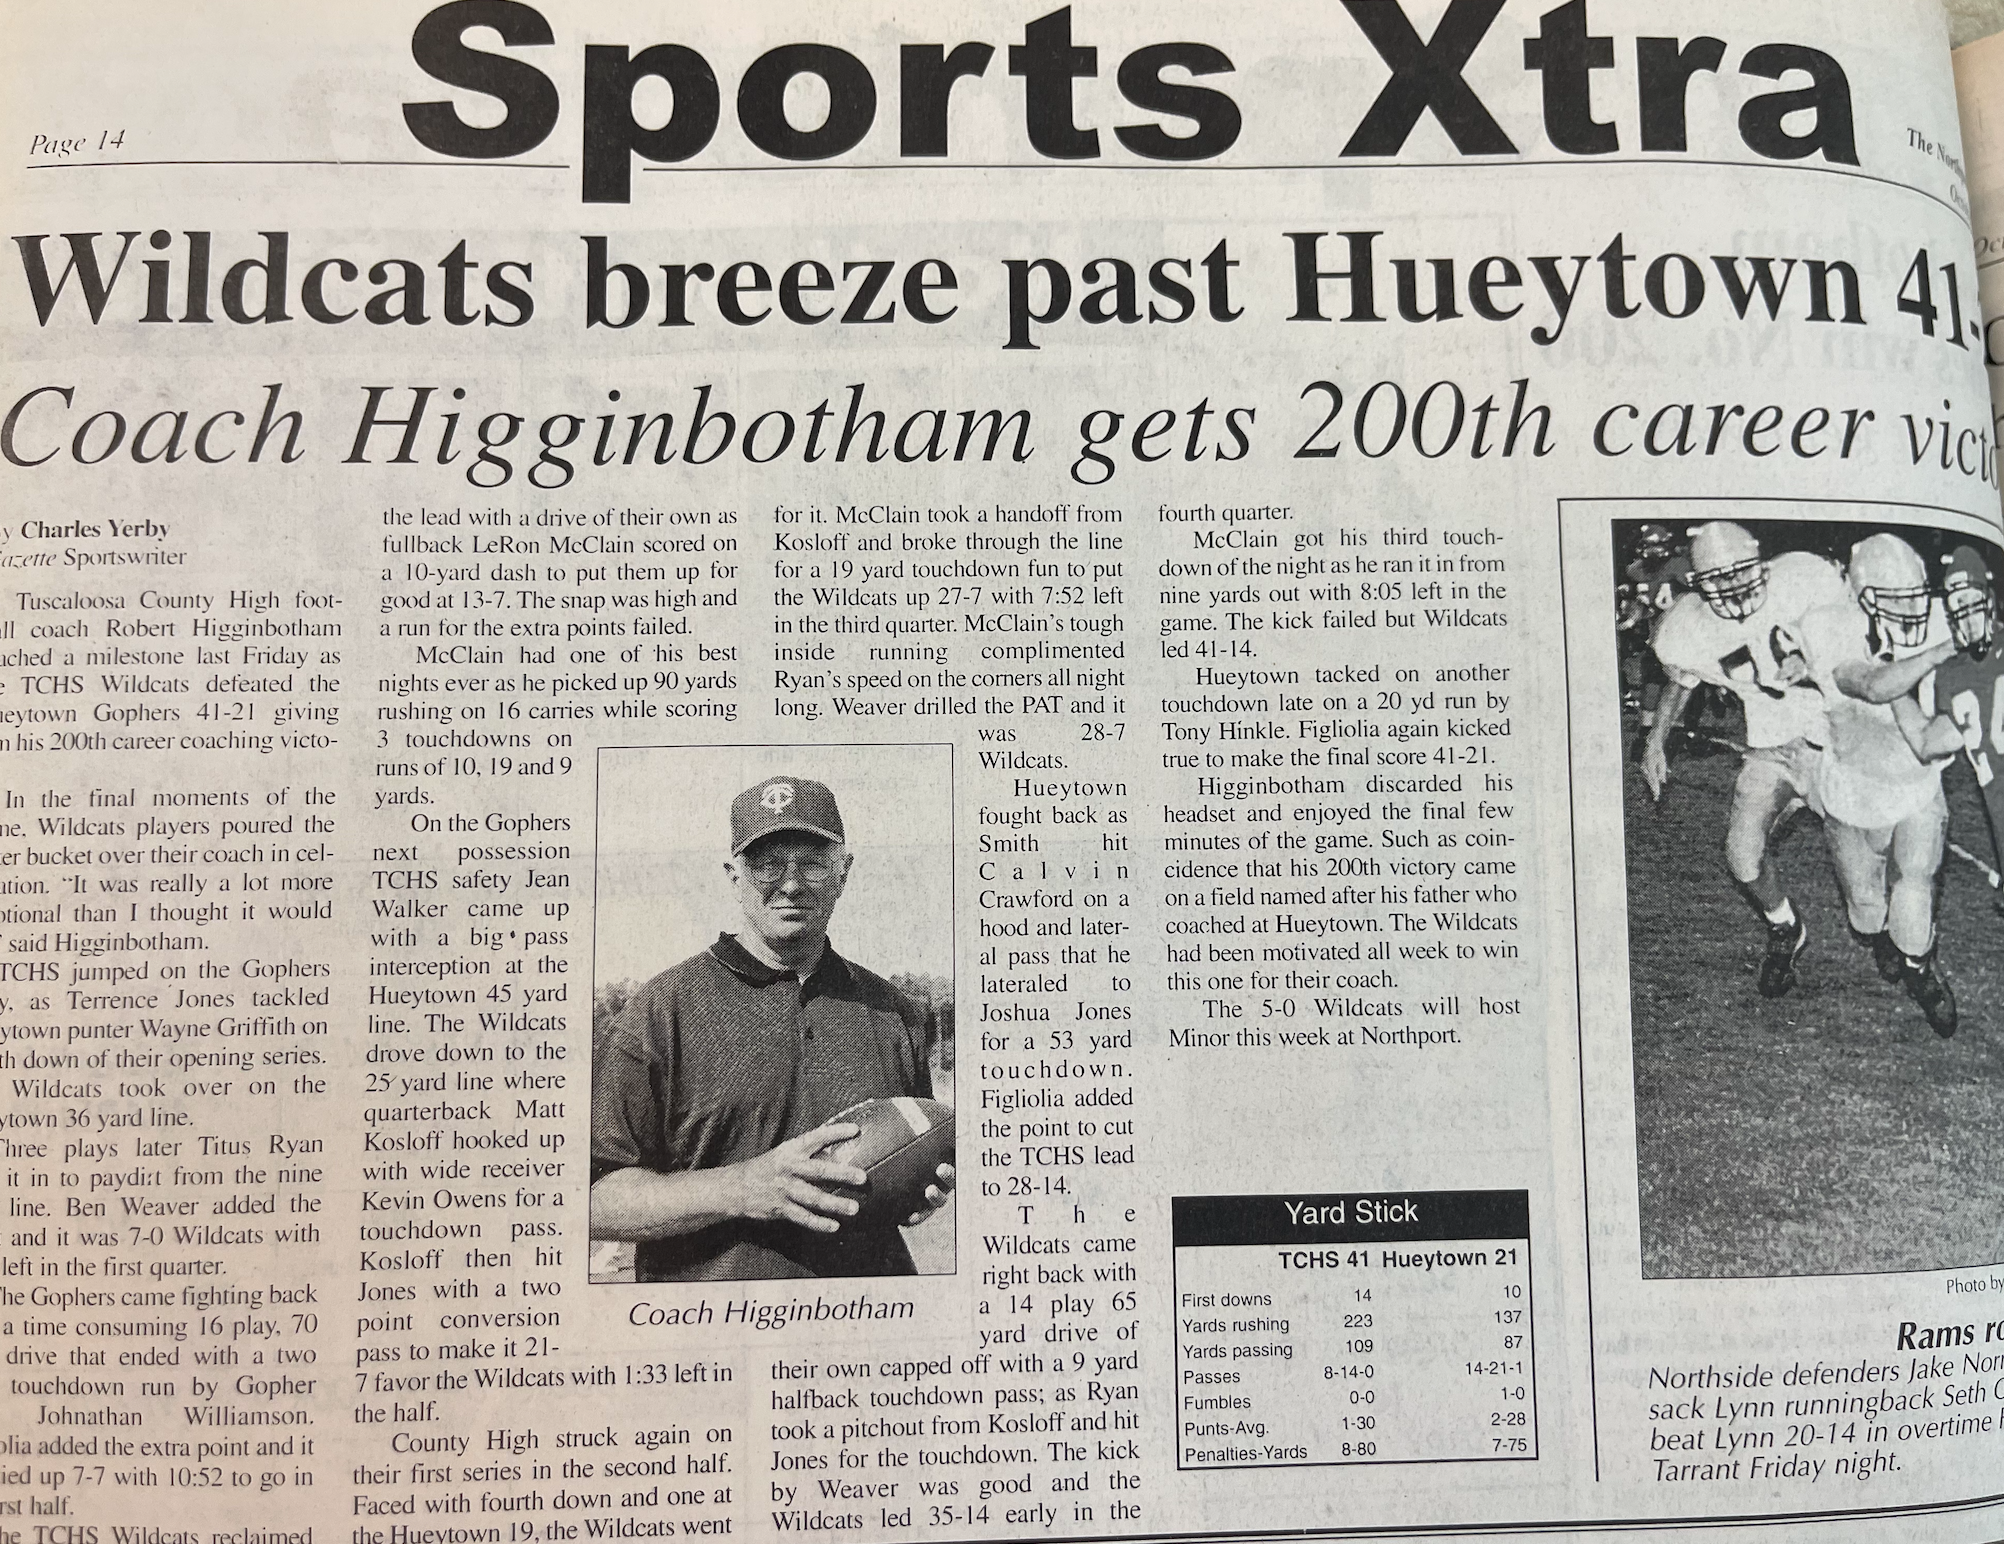 Page 14
Sports Xtra
The
Wildcats breeze past Hueytown 41-
Coach Higginbotham gets 200th career
Charles Yerby
Sportswriter
Tuscaloosa County High foot-
coach Robert Higginbotham
a milestone last Friday as
TCHS Wildcats defeated the
Gophers 41-21 giving
his 200th career coaching victo-
In the final moments of the
Wildcats players poured the
bucket over their coach in cel-
"It was really a lot more
than I thought it would
said Higginbotham.
TCHS jumped on the Gophers
as Terrence Jones tackled
punter Wayne Griffith on
down of their opening series.
Wildcats took over on the
36 yard line.
Three plays later Titus Ryan
it in to paydirt from the nine
line. Ben Weaver added the
and it was 7-0 Wildcats with
left in the first quarter.
The Gophers came fighting back
a time consuming 16 play, 70
drive that ended with a two
touchdown run by Gopher
Johnathan Williamson.
added the extra point and it
up 7-7 with 10:52 to go in
half.
TCHS Wildcats reclaimed
the lead with a drive of their own as
fullback LeRon McClain scored on
a 10-yard dash to put them up for
good at 13-7. The snap was high and
a run for the extra points failed.
McClain had one of his best
nights ever as he picked up 90 yards
rushing on 16 carries while scoring
3 touchdowns on
runs of 10, 19 and 9
yards.
On the Gophers
next possession
TCHS safety Jean
Walker came up
with a big pass
interception at the
Hueytown 45 yard
line. The Wildcats
drove down to the
25 yard line where
quarterback Matt
Kosloff hooked up
with wide receiver
Kevin Owens for a
touchdown pass.
Kosloff then hit
Jones with a two
point conversion
pass to make it 21-
7 favor the Wildcats with 1:33 left in
the half.
County High struck again on
their first series in the second half.
Faced with fourth down and one at
the Hueytown 19, the Wildcats went
for it. McClain took a handoff from
Kosloff and broke through the line
for a 19 yard touchdown fun to put
the Wildcats up 27-7 with 7:52 left
in the third quarter. McClain's tough
inside running complimented
Ryan's speed on the corners all night
long. Weaver drilled the PAT and it
was 28-7
Wildcats.
Hueytown
fought back as
Smith hit
Calvin
Crawford on a
hood and later-
al pass that he
lateraled to
Joshua Jones
for a 53 yard
touchdown.
Figliolia added
the point to cut
the TCHS lead
to 28-14.
The
Wildcats came
right back with
a 14 play 65
yard drive of
their own capped off with a 9 yard
halfback touchdown pass; as Ryan
took a pitchout from Kosloff and hit
Jones for the touchdown. The kick
by Weaver was good and the
Wildcats led 35-14 early in the
TC
Coach Higginbotham
fourth quarter.
McClain got his third touch-
down of the night as he ran it in from
nine yards out with 8:05 left in the
game. The kick failed but Wildcats
led 41-14.
Hueytown tacked on another
touchdown late on a 20 yd run by
Tony Hinkle. Figliolia again kicked
true to make the final score 41-21.
Higginbotham discarded his
headset and enjoyed the final few
minutes of the game. Such as coin-
cidence that his 200th victory came
on a field named after his father who
coached at Hueytown. The Wildcats
had been motivated all week to win
this one for their coach.
The 5-0 Wildcats will host
Minor this week at Northport.
Yard Stick
TCHS 41 Hueytown 21
First downs 14 10
Yards rushing 223 137
Yards passing 109 87
Passes 8-14-0 14-21-1
Fumbles 0-0 1-0
Punts-Avg. 1-30 2-28
Penalties-Yards 8-80 7-75
Photo by
Rams
Northside defenders Jake
sack Lynn runningback Seth
beat Lynn 20-14 in overtime
Tarrant Friday night.